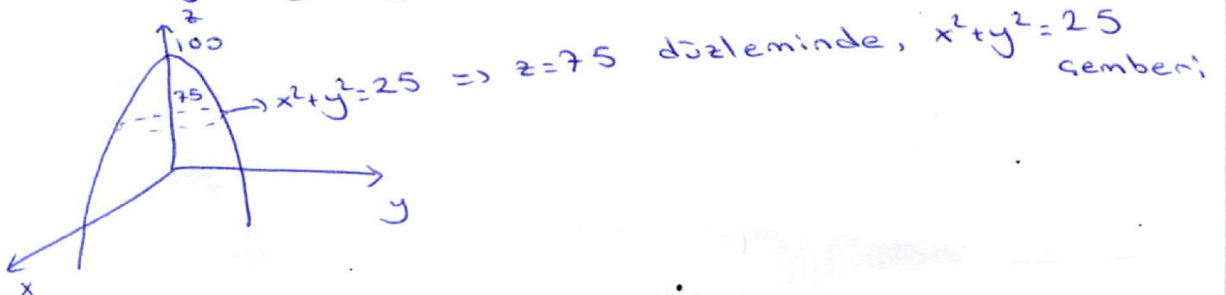 z
100
75
x²+y²=25 => z=75 düzleminde, x²+y²=25
çemberi
y
x